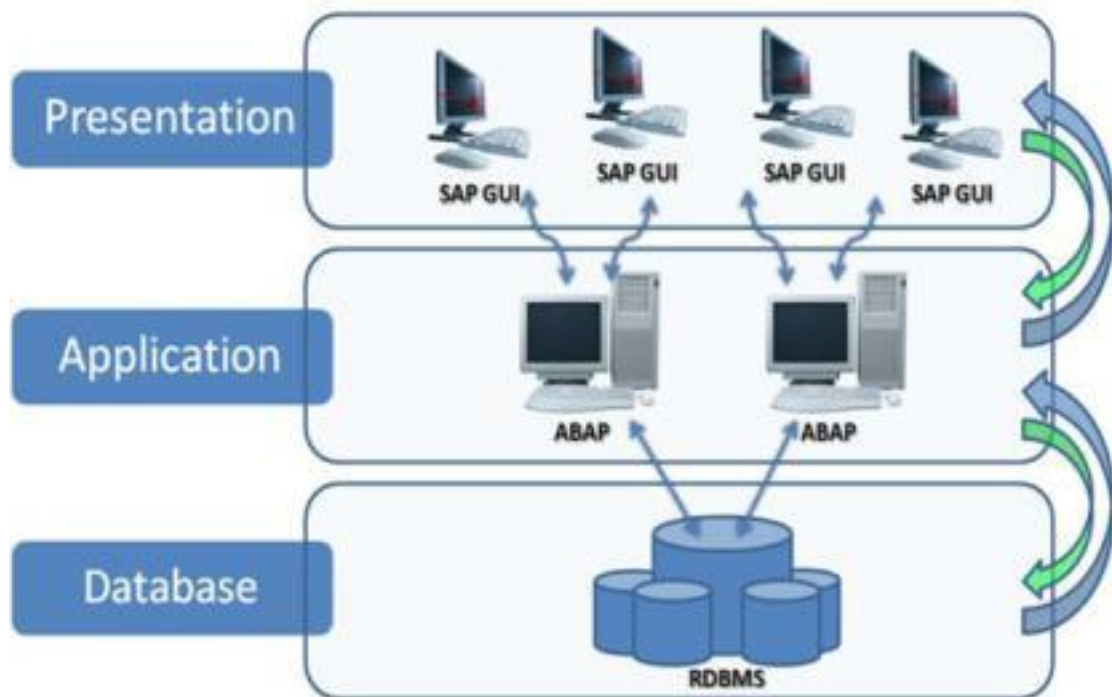 Presentation
SAP GUI
SAP GUI
SAP GUI
SAP GUI
Application
ABAP
ABAP
Database
RDBMS